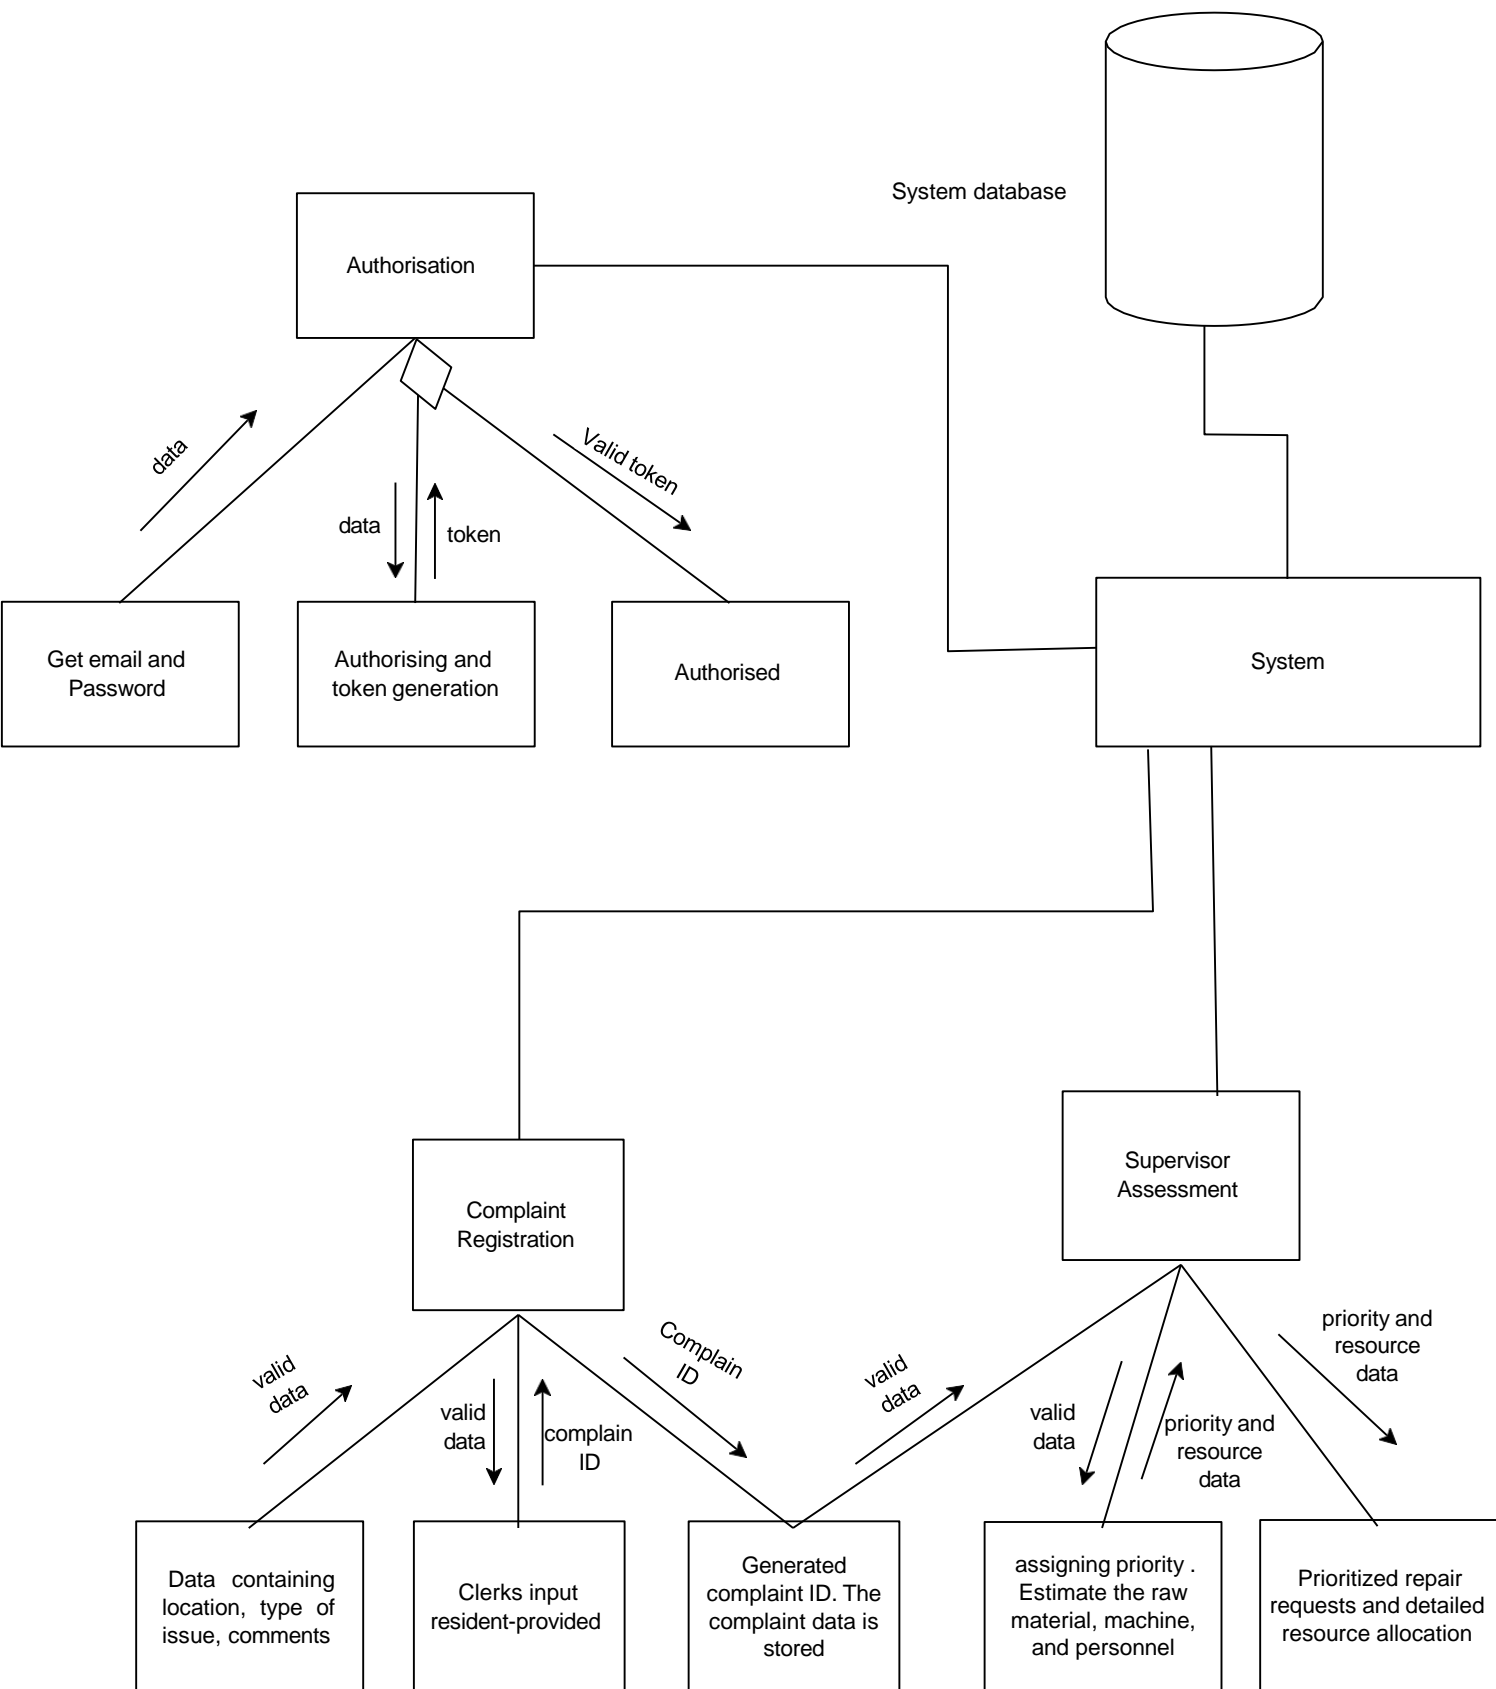 System database
Authorisation
data
data
token
Valid token
Get email and
Password
Authorising and
token generation
Authorised
System
Complaint
Registration
Supervisor
Assessment
valid
data
valid
data
complain
ID
Complain
ID
valid
data
valid
data
priority and
resource
data
priority and
resource
data
Data containing
location, type of
issue, comments
Clerks input
resident-provided
Generated
complaint ID. The
complaint data is
stored
assigning priority .
Estimate the raw
material, machine,
and personnel
Prioritized repair
requests and detailed
resource allocation